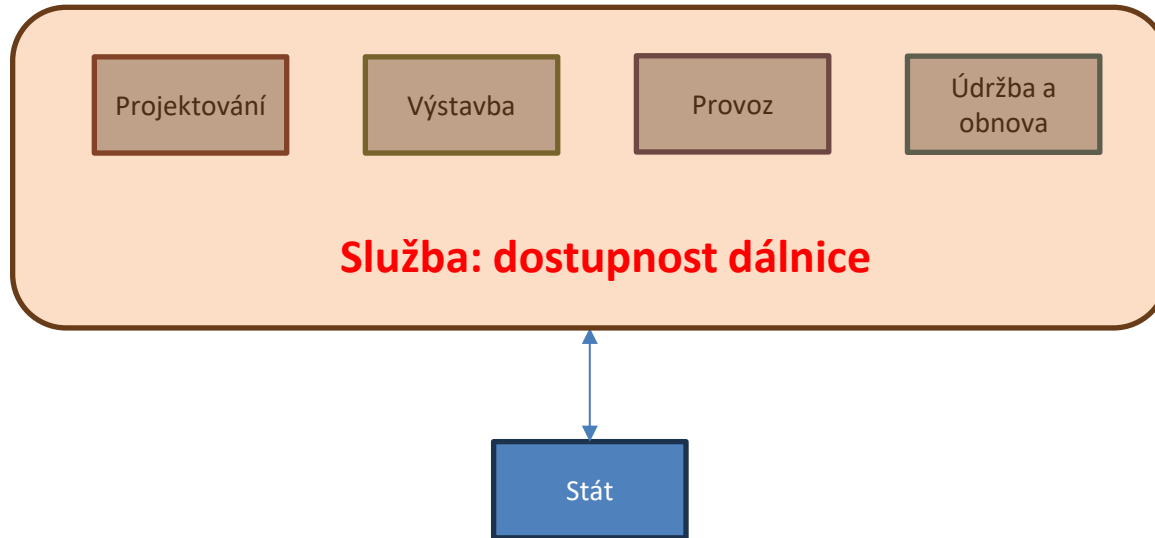 Projektování
Výstavba
Provoz
Údržba a
obnova
Služba: dostupnost dálnice
Stát